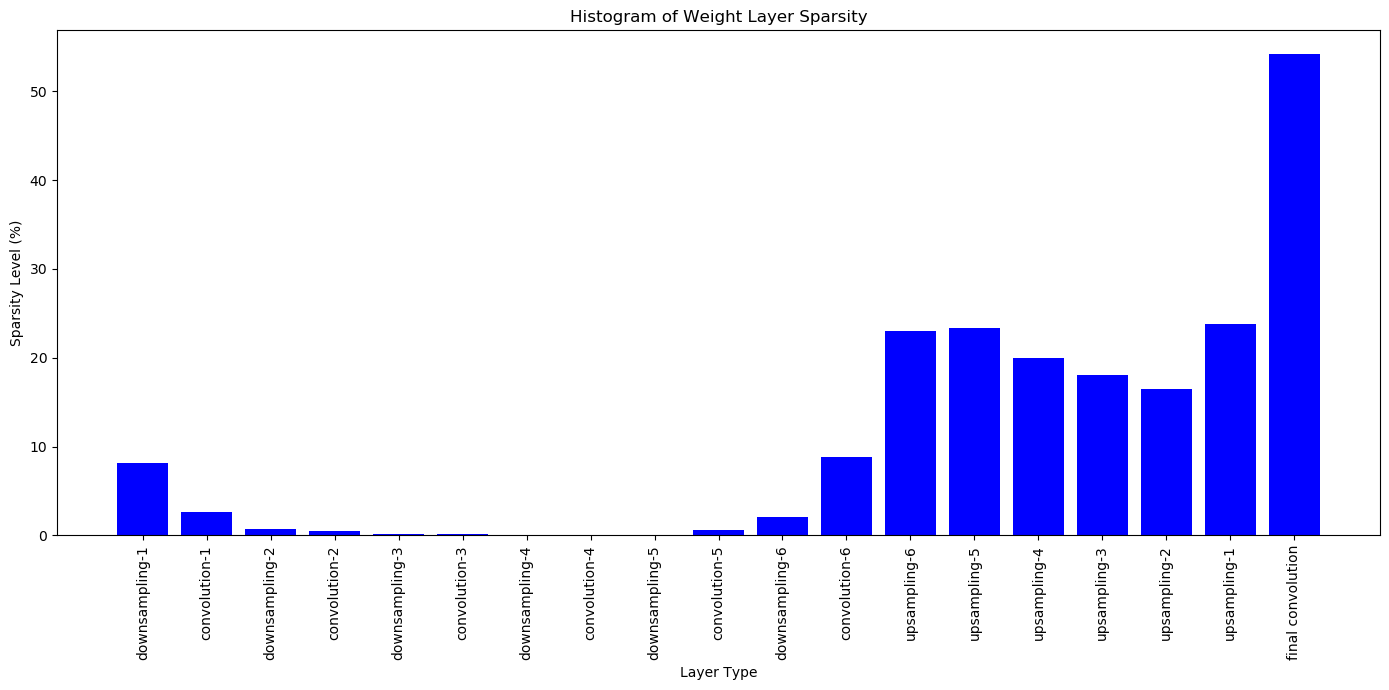 Histogram of Weight Layer Sparsity
Sparsity Level (%)
50
40
30
20
10
0
downsampling-1
convolution-1
downsampling-2
convolution-2
downsampling-3
convolution-3
downsampling-4
convolution-4
downsampling-5
convolution-5
downsampling-6
convolution-6
upsampling-6
upsampling-5
upsampling-4
upsampling-3
upsampling-2
upsampling-1
final convolution
Layer Type